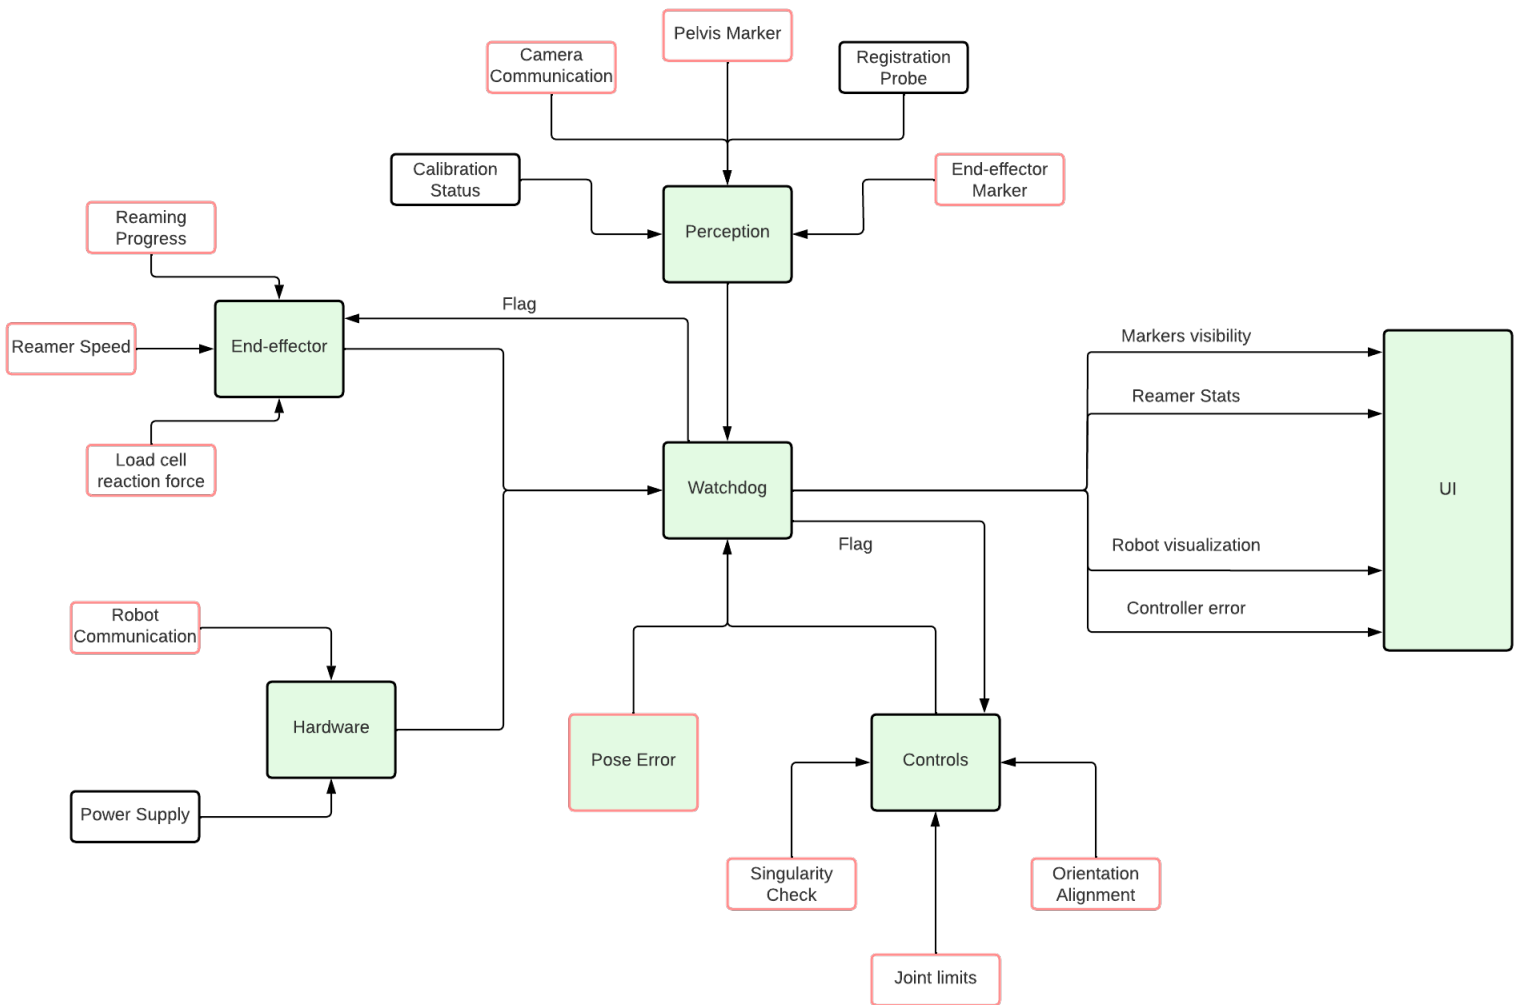 Pelvis Marker
Camera
Communication
Registration
Probe
Calibration
Status
End-effector
Marker
Reaming
Progress
Perception
Flag
Reamer Speed
End-effector
Markers visibility
Reamer Stats
Load cell
reaction force
Watchdog
UI
Flag
Robot visualization
Controller error
Robot
Communication
Hardware
Pose Error
Controls
Power Supply
Singularity
Check
Orientation
Alignment
Joint limits